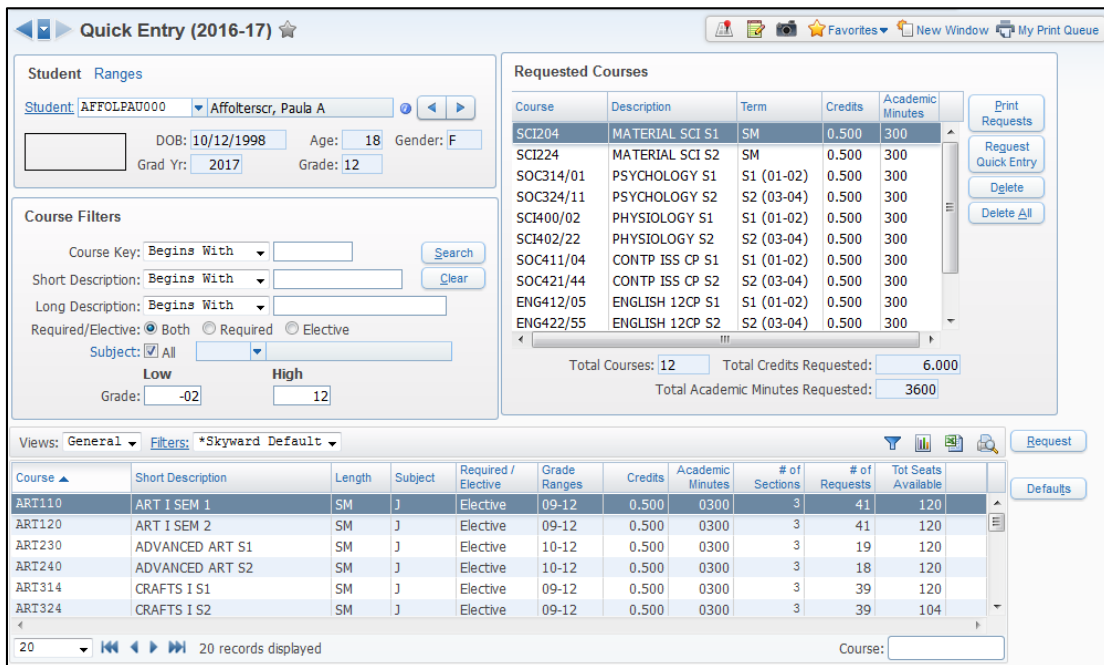 Quick Entry (2016-17)
Favorites New Window My Print Queue
Student Ranges
Student: AFFOLPAU000 Affolterscr, Paula A
DOB: 10/12/1998 Age: 18 Gender: F
Grad Yr: 2017 Grade: 12
Course Filters
Course Key: Begins With Search
Short Description: Begins With Clear
Long Description: Begins With
Required/Elective: Both Required Elective
Subject: All
Low High
Grade: -02 12
Requested Courses
Course Description Term Credits Academic Minutes
SCI204 MATERIAL SCI S1 SM 0.500 300
SCI224 MATERIAL SCI S2 SM 0.500 300
SOC314/01 PSYCHOLOGY S1 S1 (01-02) 0.500 300
SOC324/11 PSYCHOLOGY S2 S2 (03-04) 0.500 300
SCI400/02 PHYSIOLOGY S1 S1 (01-02) 0.500 300
SCI402/22 PHYSIOLOGY S2 S2 (03-04) 0.500 300
SOC411/04 CONTP ISS CP S1 S1 (01-02) 0.500 300
SOC421/44 CONTP ISS CP S2 S2 (03-04) 0.500 300
ENG412/05 ENGLISH 12CP S1 S1 (01-02) 0.500 300
ENG422/55 ENGLISH 12CP S2 S2 (03-04) 0.500 300
Total Courses: 12 Total Credits Requested: 6.000
Total Academic Minutes Requested: 3600
Print Requests
Request Quick Entry
Delete
Delete All
Views: General Filters: *Skyward Default Request
Course Short Description Length Subject Required / Elective Grade Ranges Credits Academic Minutes # of Sections # of Requests Tot Seats Available Defaults
ART110 ART I SEM 1 SM J Elective 09-12 0.500 0300 3 41 120
ART120 ART I SEM 2 SM J Elective 09-12 0.500 0300 3 41 120
ART230 ADVANCED ART S1 SM J Elective 10-12 0.500 0300 3 19 120
ART240 ADVANCED ART S2 SM J Elective 10-12 0.500 0300 3 18 120
ART314 CRAFTS I S1 SM J Elective 09-12 0.500 0300 3 39 120
ART324 CRAFTS I S2 SM J Elective 09-12 0.500 0300 3 39 104
20 20 records displayed Course: